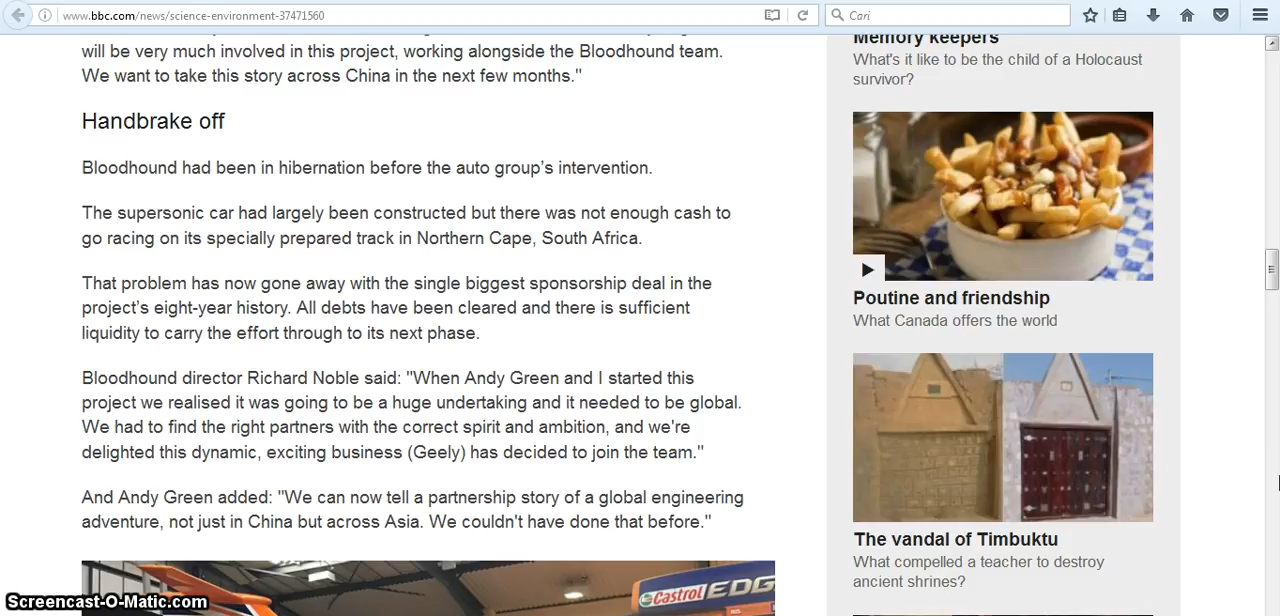 www.bbc.com/news/science-environment-37471560
Cari
will be very much involved in this project, working alongside the Bloodhound team.
We want to take this story across China in the next few months."
Handbrake off
Bloodhound had been in hibernation before the auto group's intervention.
The supersonic car had largely been constructed but there was not enough cash to
go racing on its specially prepared track in Northern Cape, South Africa.
That problem has now gone away with the single biggest sponsorship deal in the
project's eight-year history. All debts have been cleared and there is sufficient
liquidity to carry the effort through to its next phase.
Bloodhound director Richard Noble said: "When Andy Green and I started this
project we realised it was going to be a huge undertaking and it needed to be global.
We had to find the right partners with the correct spirit and ambition, and we're
delighted this dynamic, exciting business (Geely) has decided to join the team."
And Andy Green added: "We can now tell a partnership story of a global engineering
adventure, not just in China but across Asia. We couldn't have done that before."
Castrol EDG
Memory keepers
What's it like to be the child of a Holocaust
survivor?
Poutine and friendship
What Canada offers the world
The vandal of Timbuktu
What compelled a teacher to destroy
ancient shrines?
Screencast-O-Matic.com